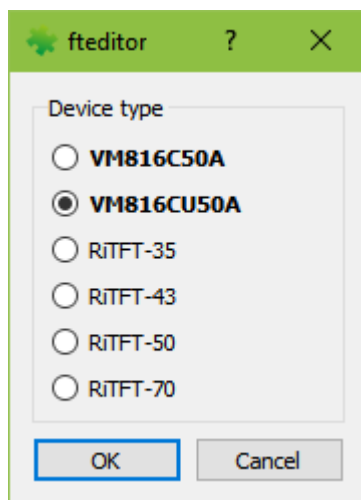 fteditor ?
Device type
VM816C50A
VM816CU50A
RiTFT-35
RiTFT-43
RiTFT-50
RiTFT-70
OK Cancel